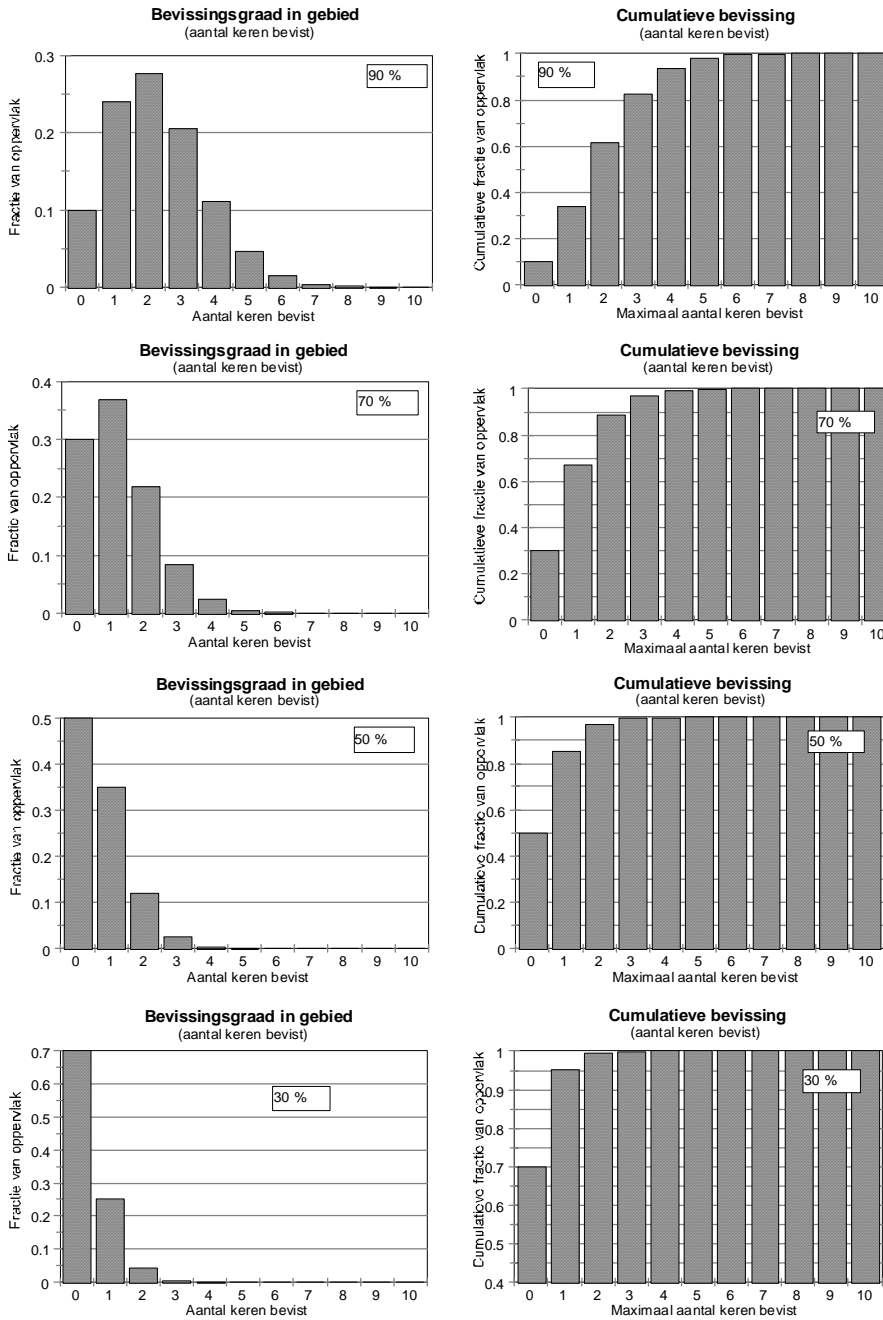 Bevissingsgraad in gebied
(aantal keren bevist)
90 %
0.3
0.2
0.1
0
Fractie van oppervlak
0 1 2 3 4 5 6 7 8 9 10
Aantal keren bevist
Cumulatieve bevissing
(aantal keren bevist)
90 %
1
0.8
0.6
0.4
0.2
0
Cumulatieve fractie van oppervlak
0 1 2 3 4 5 6 7 8 9 10
Maximaal aantal keren bevist
Bevissingsgraad in gebied
(aantal keren bevist)
70 %
0.4
0.3
0.2
0.1
0
Fractie van oppervlak
0 1 2 3 4 5 6 7 8 9 10
Aantal keren bevist
Cumulatieve bevissing
(aantal keren bevist)
70 %
1
0.8
0.6
0.4
0.2
0
Cumulatieve fractie van oppervlak
0 1 2 3 4 5 6 7 8 9 10
Maximaal aantal keren bevist
Bevissingsgraad in gebied
(aantal keren bevist)
50 %
0.5
0.4
0.3
0.2
0.1
0
Fractie van oppervlak
0 1 2 3 4 5 6 7 8 9 10
Aantal keren bevist
Cumulatieve bevissing
(aantal keren bevist)
50 %
1
0.8
0.6
0.4
0.2
0
Cumulatieve fractie van oppervlak
0 1 2 3 4 5 6 7 8 9 10
Maximaal aantal keren bevist
Bevissingsgraad in gebied
(aantal keren bevist)
30 %
0.7
0.6
0.5
0.4
0.3
0.2
0.1
0
Fractie van oppervlak
0 1 2 3 4 5 6 7 8 9 10
Aantal keren bevist
Cumulatieve bevissing
(aantal keren bevist)
30 %
1
0.9
0.8
0.7
0.6
0.5
0.4
Cumulatieve fractie van oppervlak
0 1 2 3 4 5 6 7 8 9 10
Maximaal aantal keren bevist